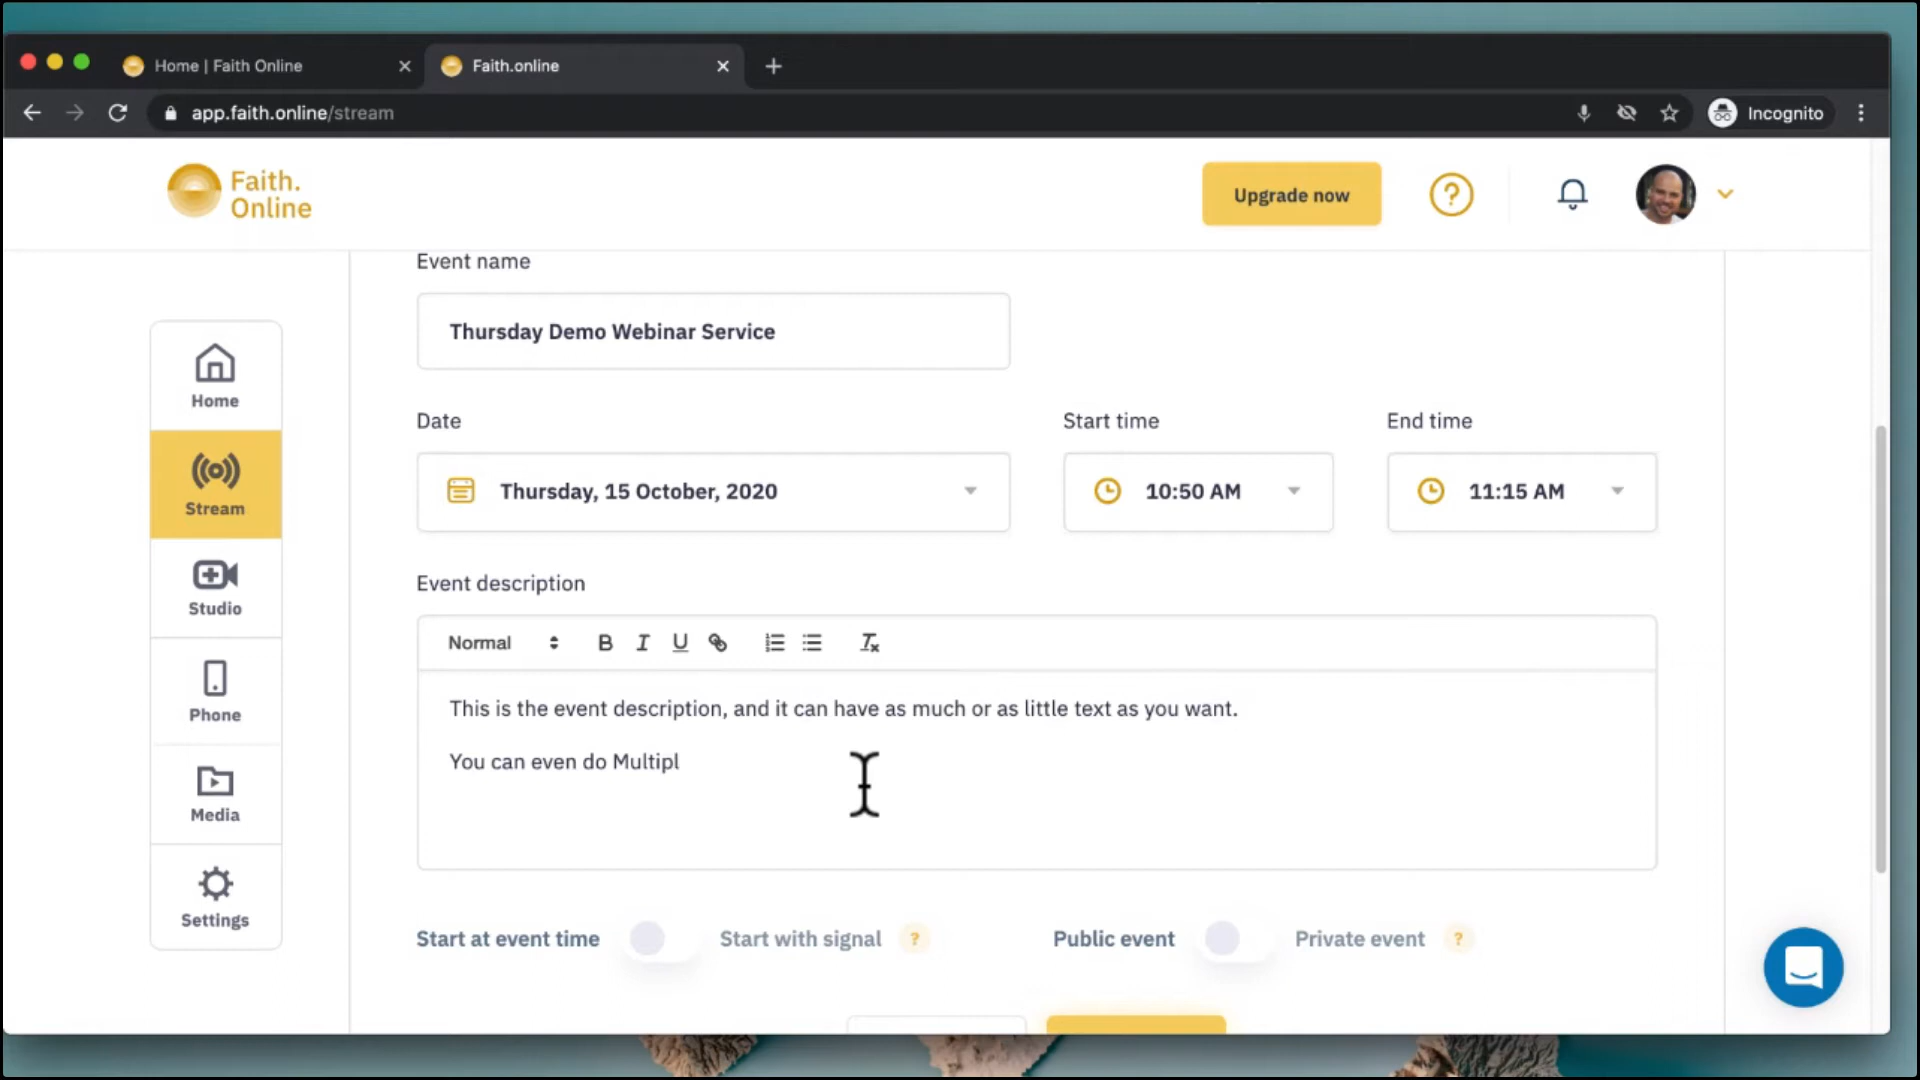 Home | Faith Online
Faith.online
app.faith.online/stream
Incognito
Faith.
Online
Upgrade now
?
Event name
Thursday Demo Webinar Service
Date
Start time
End time
Thursday, 15 October, 2020
10:50 AM
11:15 AM
Event description
Normal
B I U
This is the event description, and it can have as much or as little text as you want.
You can even do Multipl
Start at event time
Start with signal
?
Public event
Private event
?
Home
Stream
Studio
Phone
Media
Settings